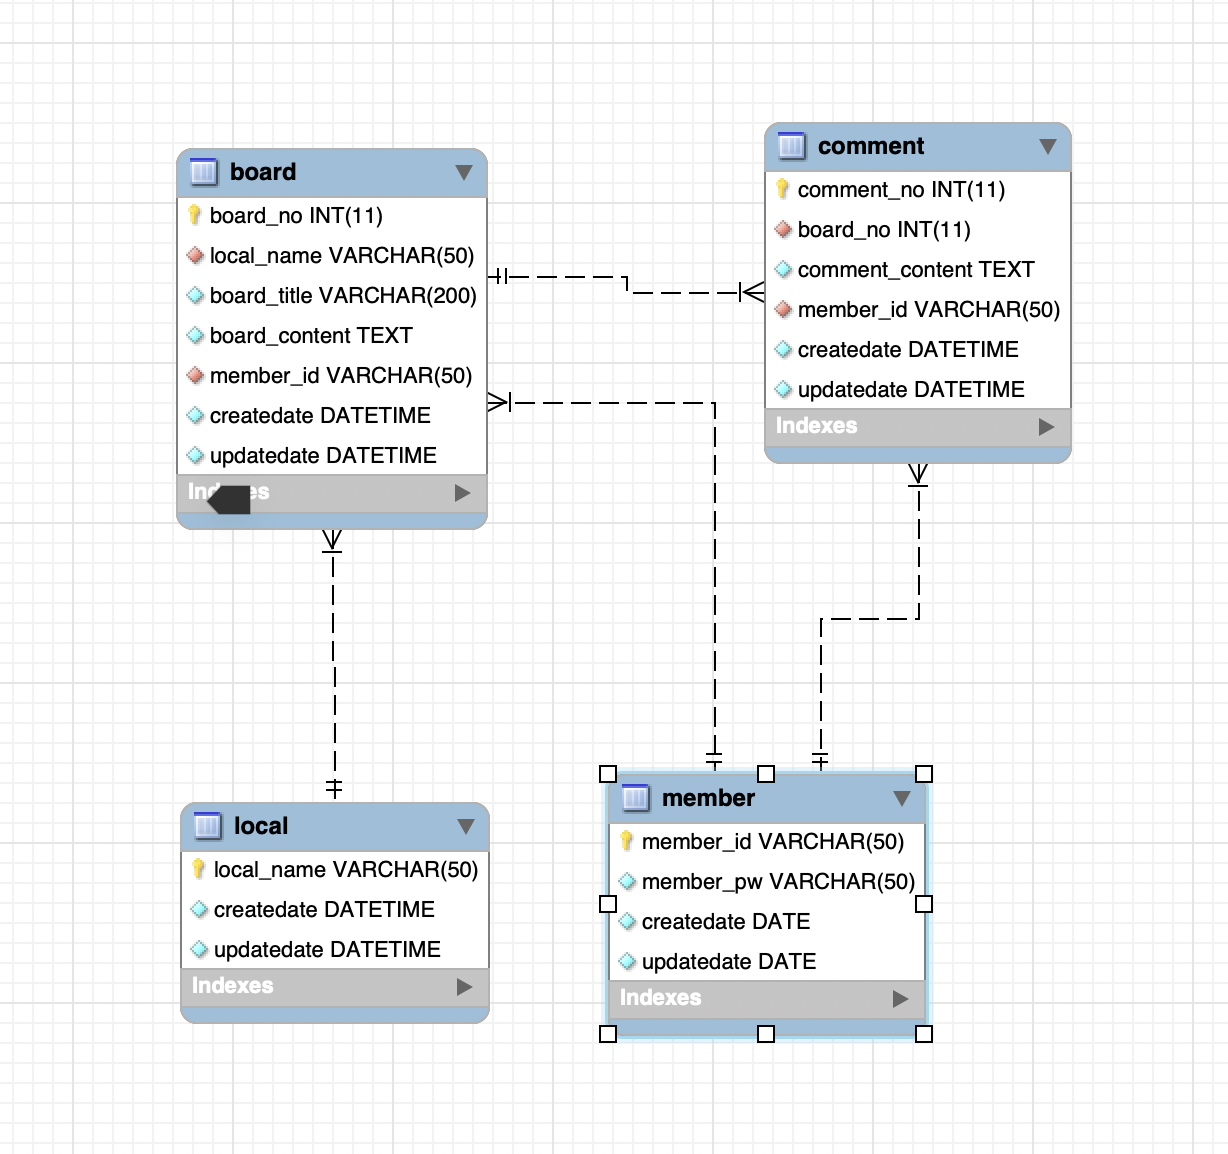 board
board_no INT(11)
local_name VARCHAR(50)
board_title VARCHAR(200)
board_content TEXT
member_id VARCHAR(50)
createdate DATETIME
updatedate DATETIME
comment
comment_no INT(11)
board_no INT(11)
comment_content TEXT
member_id VARCHAR(50)
createdate DATETIME
updatedate DATETIME
Indexes
local
local_name VARCHAR(50)
createdate DATETIME
updatedate DATETIME
Indexes
member
member_id VARCHAR(50)
member_pw VARCHAR(50)
createdate DATE
updatedate DATE
Indexes